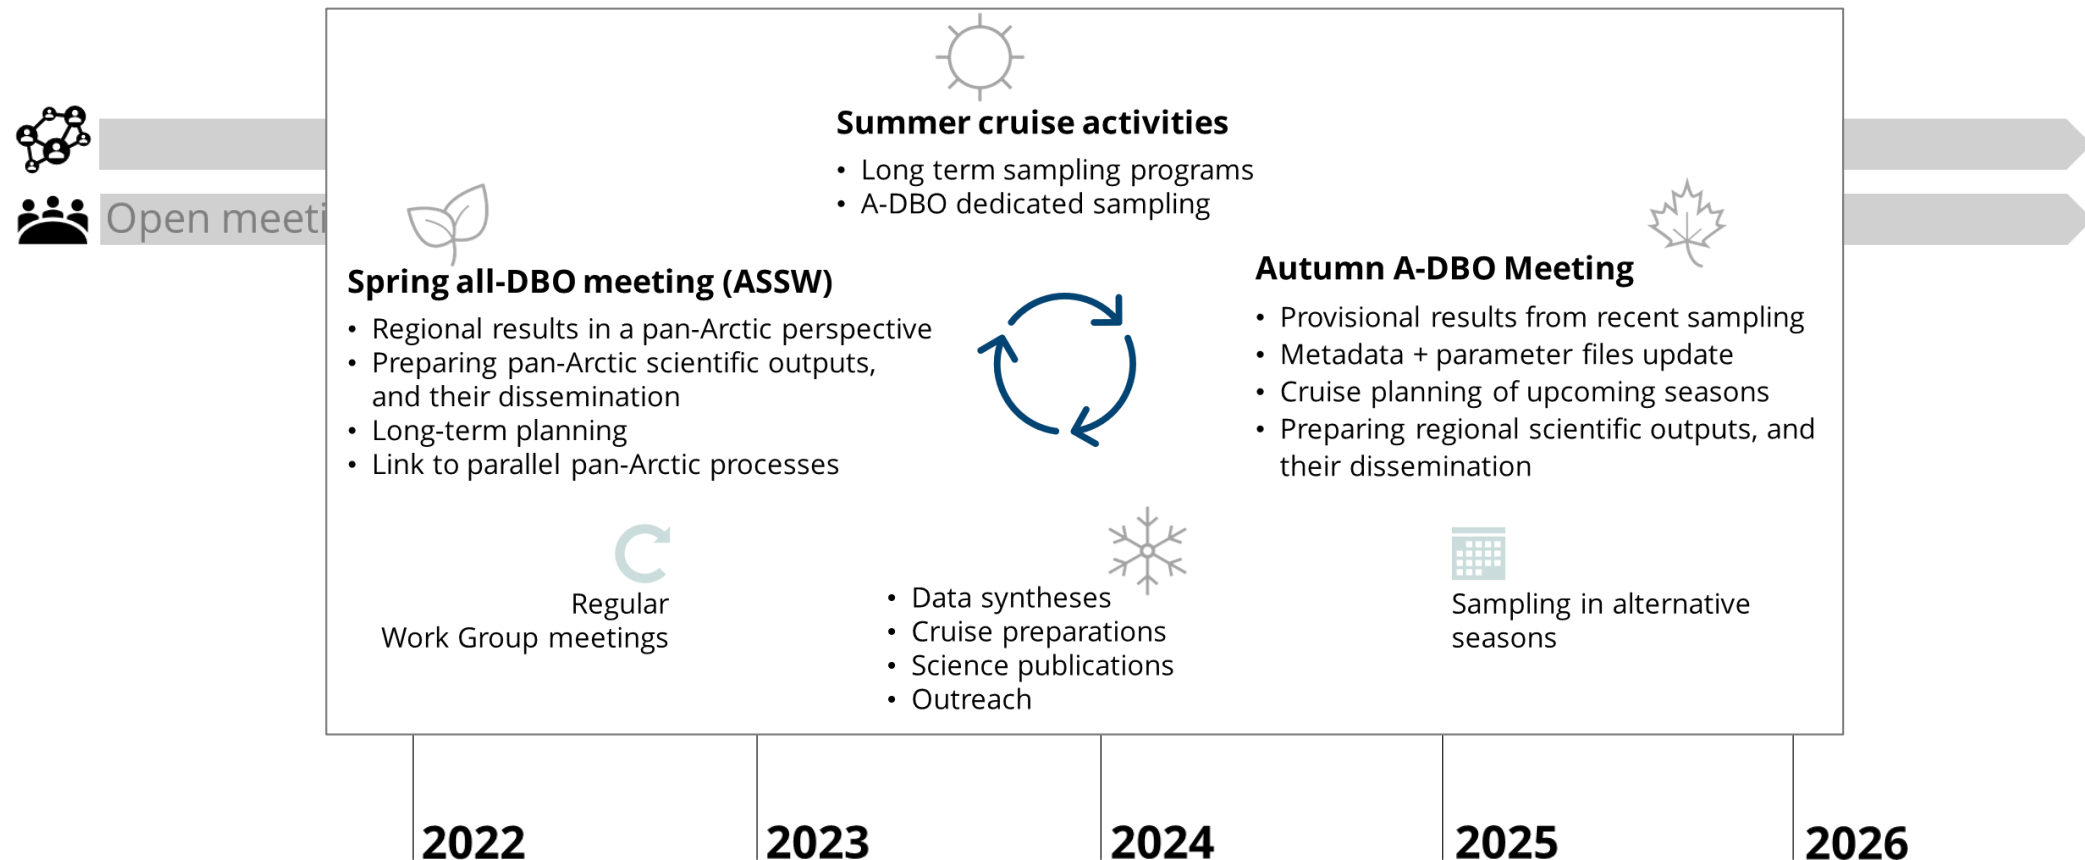 Summer cruise activities
• Long term sampling programs
• A-DBO dedicated sampling
Open meeti
Spring all-DBO meeting (ASSW)
• Regional results in a pan-Arctic perspective
• Preparing pan-Arctic scientific outputs,
and their dissemination
• Long-term planning
• Link to parallel pan-Arctic processes
Autumn A-DBO Meeting
• Provisional results from recent sampling
• Metadata + parameter files update
• Cruise planning of upcoming seasons
• Preparing regional scientific outputs, and
their dissemination
Regular
Work Group meetings
• Data syntheses
• Cruise preparations
• Science publications
• Outreach
Sampling in alternative
seasons
2022
2023
2024
2025
2026